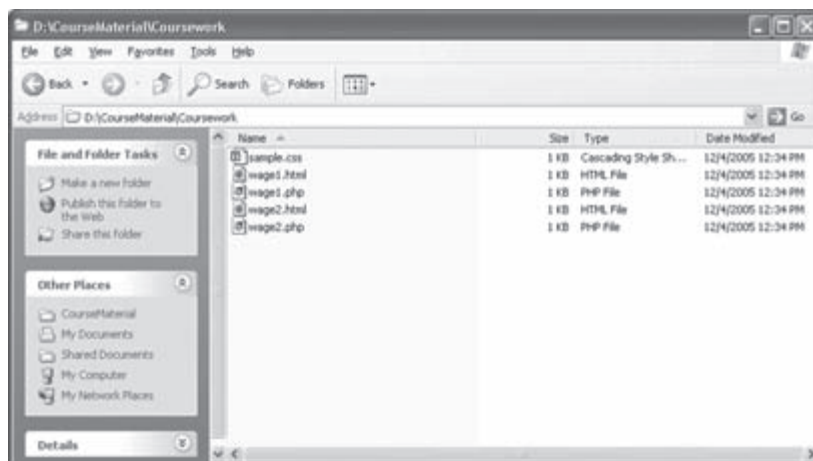 D:\CourseMaterial\Coursework
File Edit View Favorites Tools Help
Back Search Folders
Address D:\CourseMaterial\Coursework Go
File and Folder Tasks
Make a new folder
Publish this folder to
the Web
Share this folder
Other Places
CourseMaterial
My Documents
Shared Documents
My Computer
My Network Places
Details
Name Size Type Date Modified
sample.css 1 KB Cascading Style Sh... 12/4/2005 12:34 PM
wage1.html 1 KB HTML File 12/4/2005 12:34 PM
wage1.php 1 KB PHP File 12/4/2005 12:34 PM
wage2.html 1 KB HTML File 12/4/2005 12:34 PM
wage2.php 1 KB PHP File 12/4/2005 12:34 PM